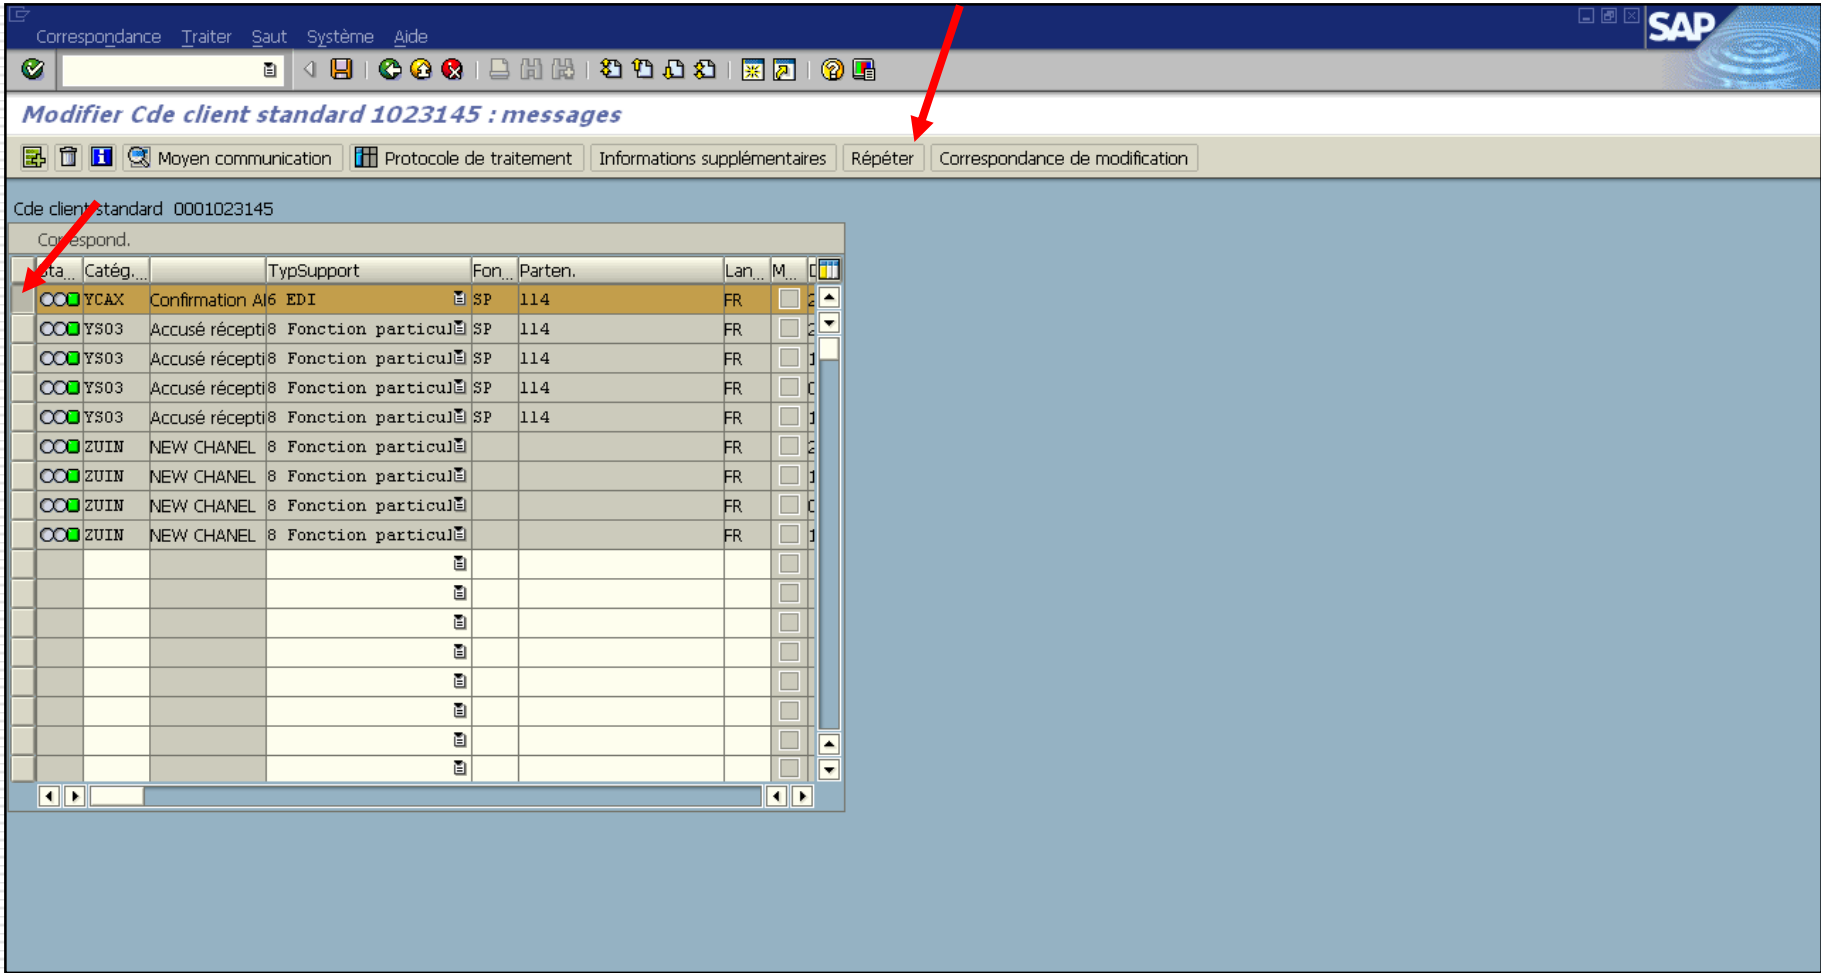 Correspondance Traiter Saut Système Aide
SAP
Modifier Cde client standard 1023145 : messages
Moyen communication Protocole de traitement Informations supplémentaires Répéter Correspondance de modification
Cde client standard 0001023145
Correspond.
Sta... Catég.... TypSupport Fon... Parten. Lan... M...
YCAX Confirmation 6 EDI SP 114 FR
YS03 Accusé récepti 8 Fonction particul SP 114 FR
YS03 Accusé récepti 8 Fonction particul SP 114 FR
YS03 Accusé récepti 8 Fonction particul SP 114 FR
YS03 Accusé récepti 8 Fonction particul SP 114 FR
ZUIN NEW CHANEL 8 Fonction particul FR
ZUIN NEW CHANEL 8 Fonction particul FR
ZUIN NEW CHANEL 8 Fonction particul FR
ZUIN NEW CHANEL 8 Fonction particul FR